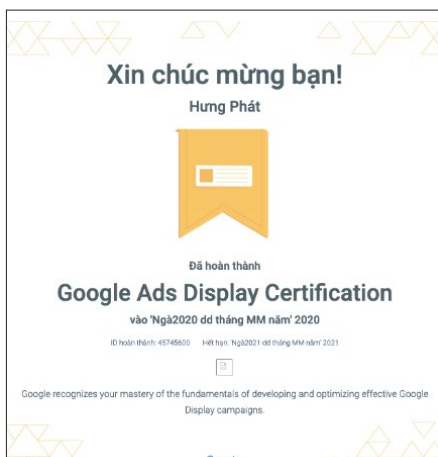 Xin chúc mừng bạn!
Hưng Phát
Đã hoàn thành
Google Ads Display Certification
vào 'Ngà2020 dd tháng MM năm' 2020
ID hoàn thành: 45745600 Hết hạn: 'Ngà2021 dd tháng MM năm' 2021
Google recognizes your mastery of the fundamentals of developing and optimizing effective Google
Display campaigns.